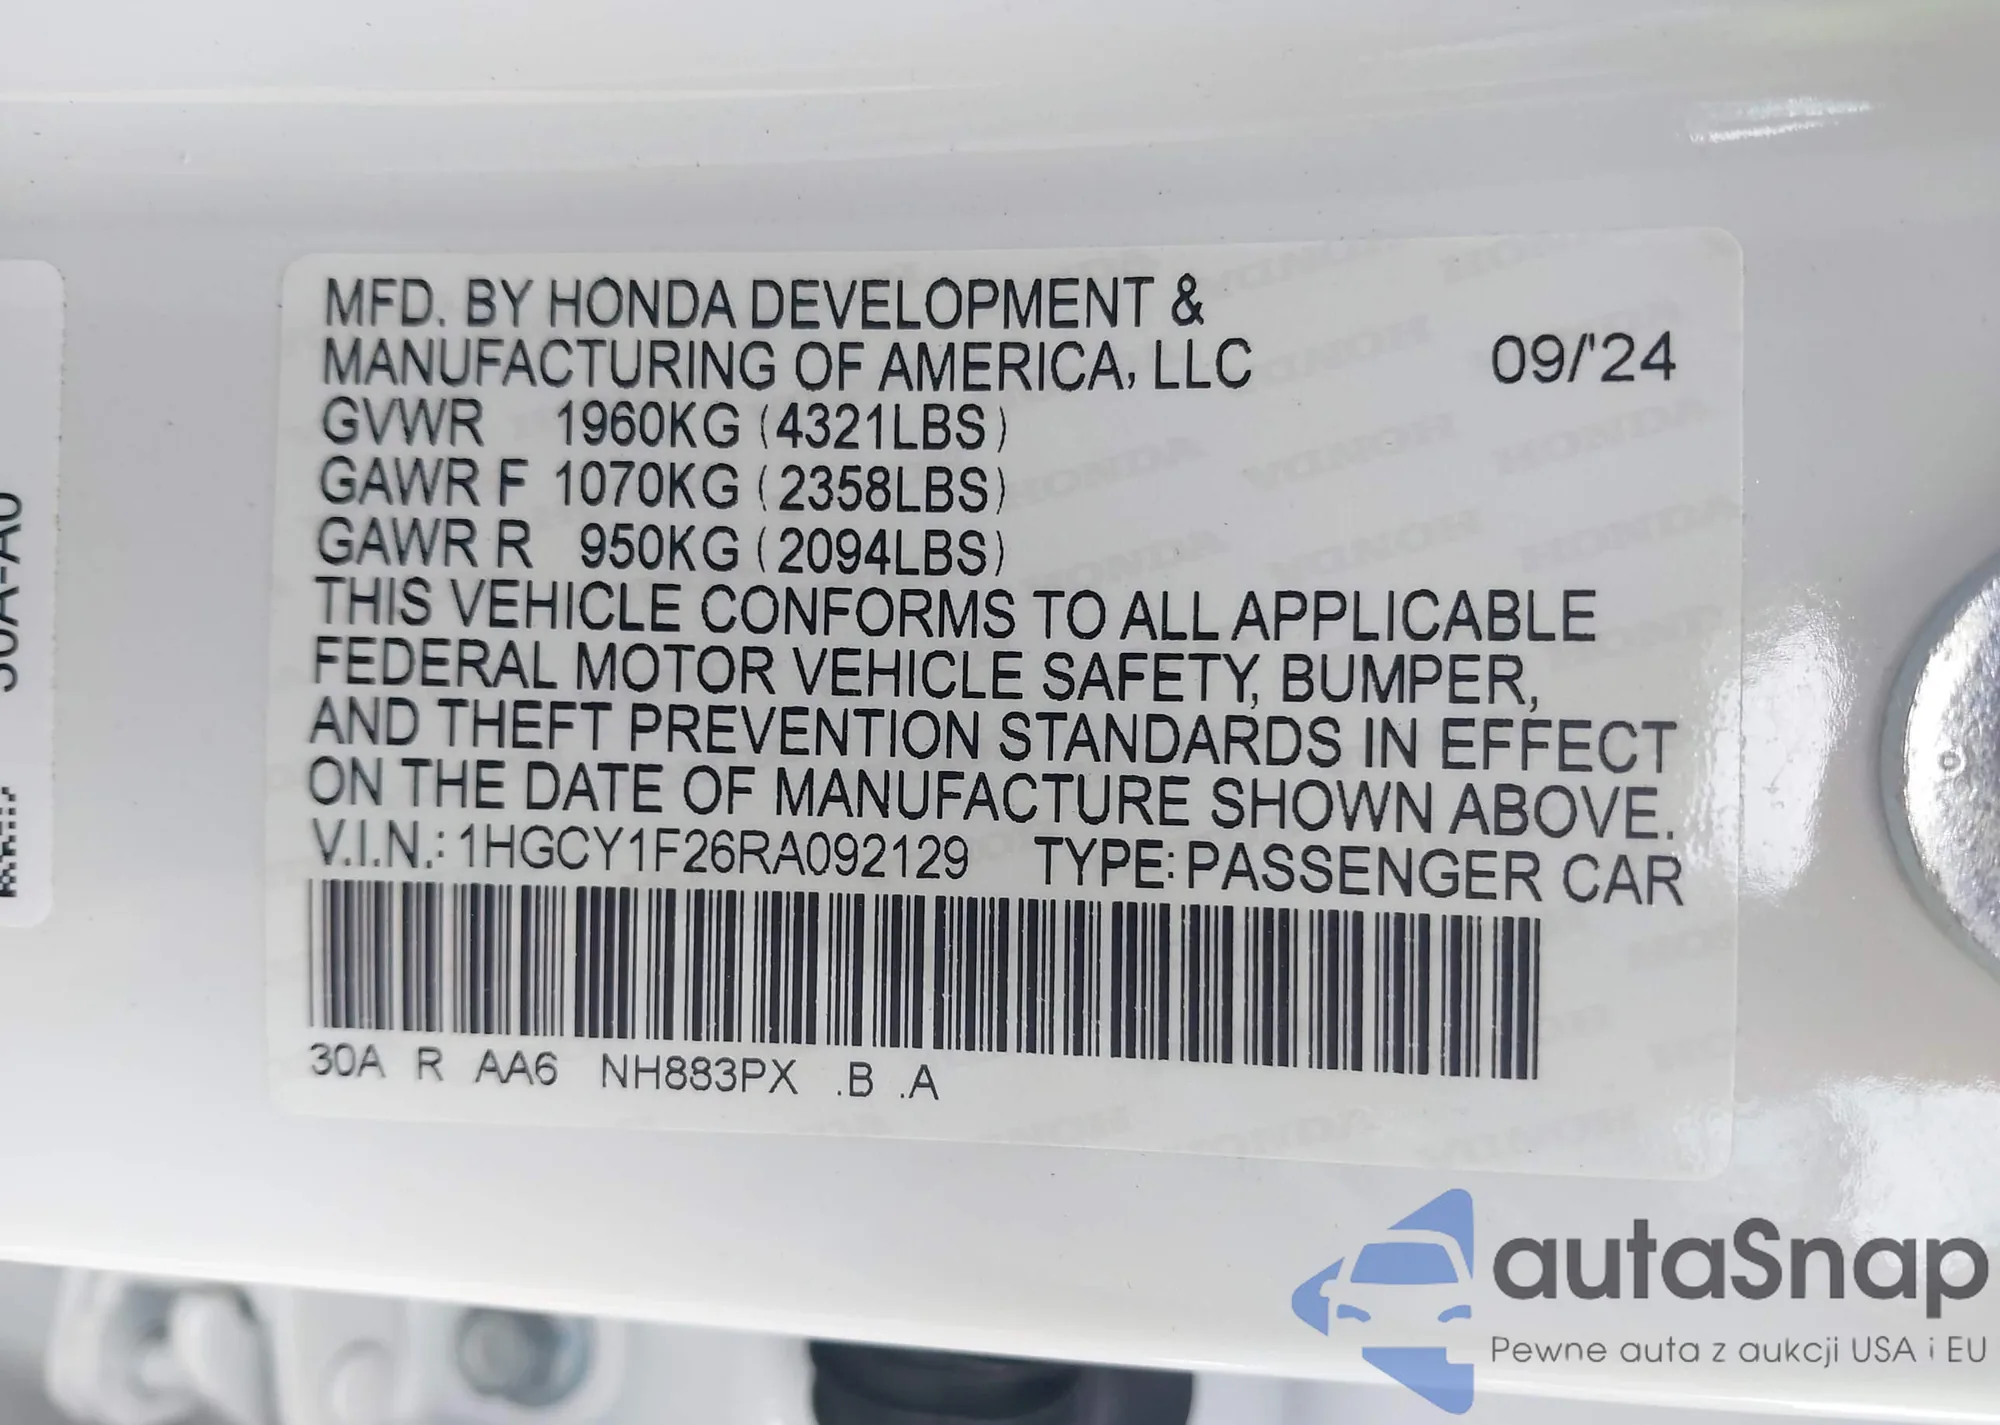 MFD. BY HONDA DEVELOPMENT &
MANUFACTURING OF AMERICA, LLC 09/'24
GVWR 1960KG (4321LBS)
GAWR F 1070KG (2358LBS)
GAWR R 950KG (2094LBS)
THIS VEHICLE CONFORMS TO ALL APPLICABLE
FEDERAL MOTOR VEHICLE SAFETY, BUMPER,
AND THEFT PREVENTION STANDARDS IN EFFECT
ON THE DATE OF MANUFACTURE SHOWN ABOVE.
V.I.N.: 1HGCY1F26RA092129 TYPE: PASSENGER CAR
30A R AA6 NH883PX .B .A
autaSnap
Pewne auta z aukcji USA i EU